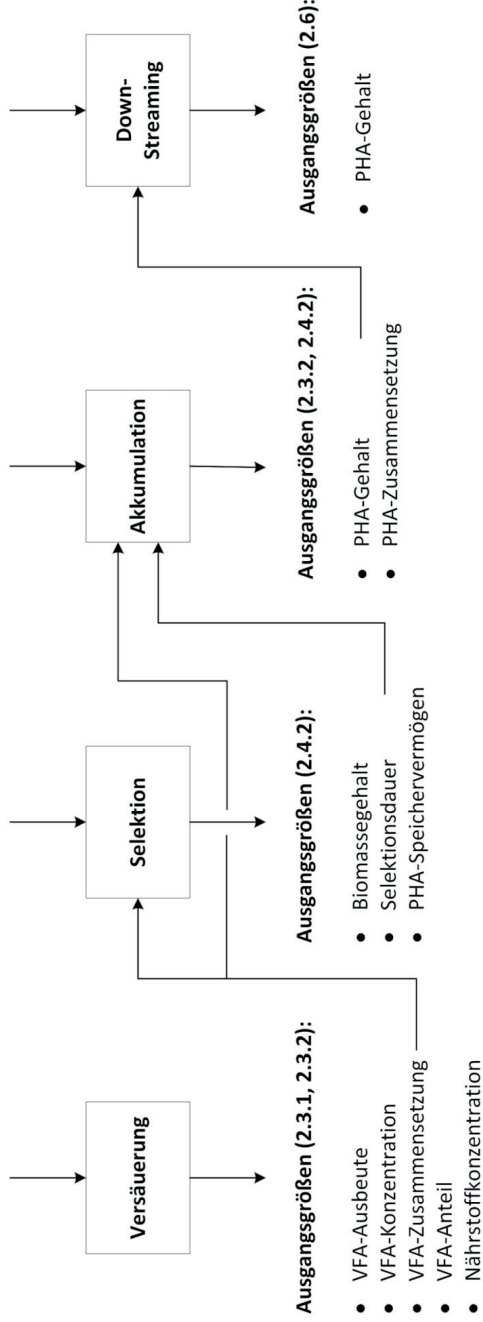 Versäuerung
Ausgangsgrößen (2.3.1, 2.3.2):
• VFA-Ausbeute
• VFA-Konzentration
• VFA-Zusammensetzung
• VFA-Anteil
• Nährstoffkonzentration
Selektion
Ausgangsgrößen (2.4.2):
• Biomassegehalt
• Selektionsdauer
• PHA-Speichervermögen
Akkumulation
Ausgangsgrößen (2.3.2, 2.4.2):
• PHA-Gehalt
• PHA-Zusammensetzung
Down-
Streaming
Ausgangsgrößen (2.6):
• PHA-Gehalt